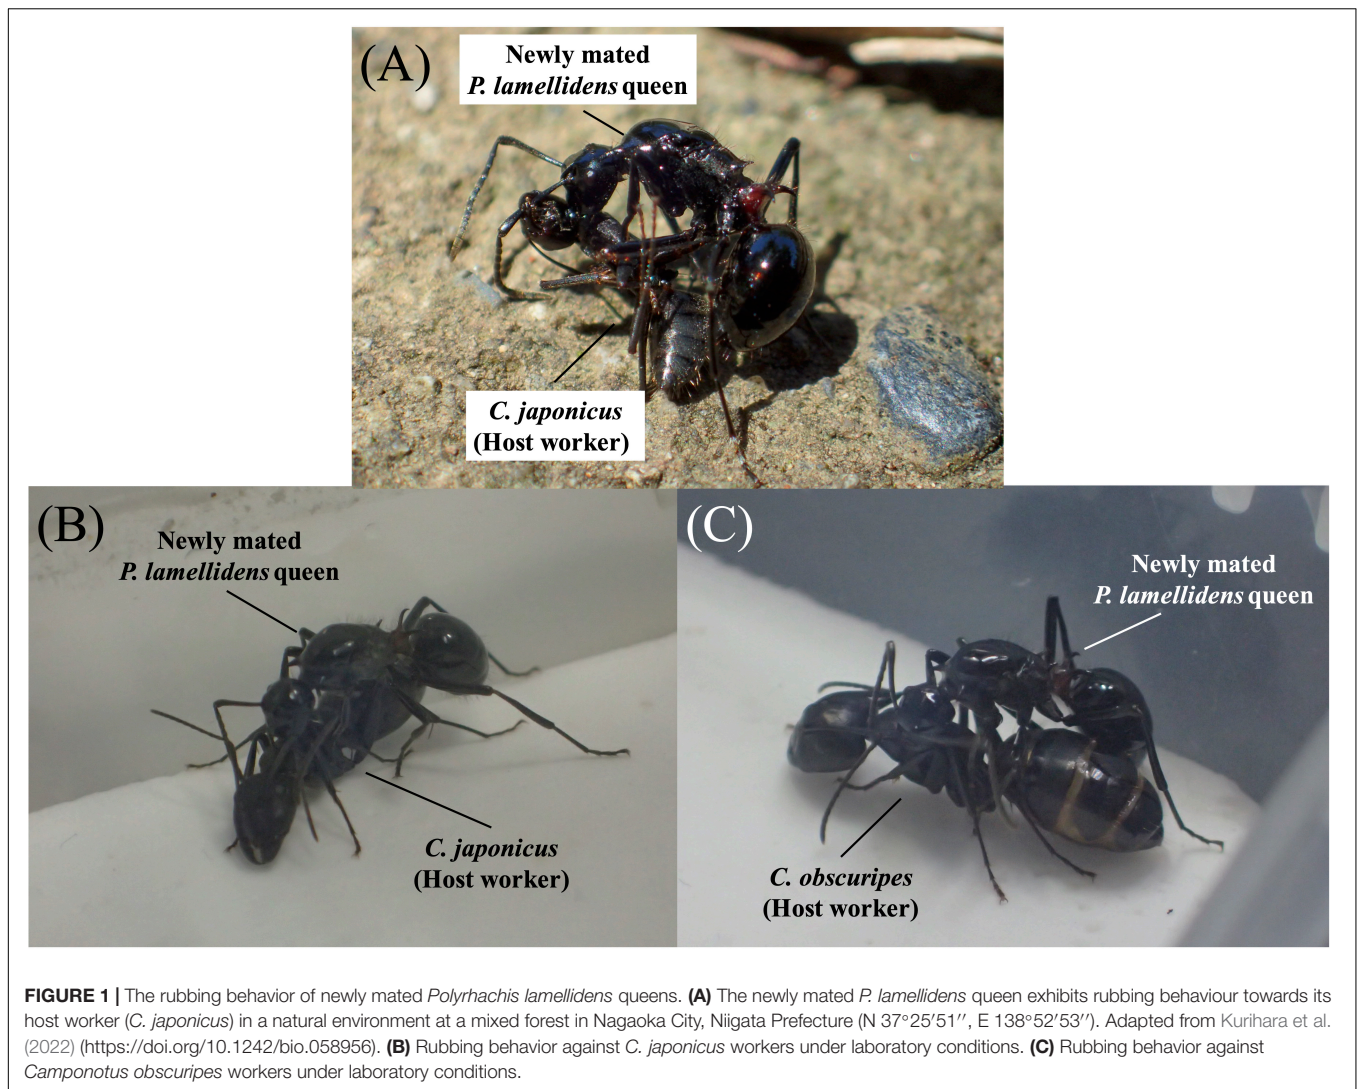 (A)
Newly mated
P. lamellidens queen
C. japonicus
(Host worker)
(B)
Newly mated
P. lamellidens queen
C. japonicus
(Host worker)
(C)
Newly mated
P. lamellidens queen
C. obscuripes
(Host worker)
FIGURE 1 | The rubbing behavior of newly mated Polyrhachis lamellidens queens. (A) The newly mated P. lamellidens queen exhibits rubbing behaviour towards its
host worker (C. japonicus) in a natural environment at a mixed forest in Nagaoka City, Niigata Prefecture (N 37°25′51′′, E 138°52′53′′). Adapted from Kurihara et al.
(2022) (https://doi.org/10.1242/bio.058956). (B) Rubbing behavior against C. japonicus workers under laboratory conditions. (C) Rubbing behavior against
Camponotus obscuripes workers under laboratory conditions.